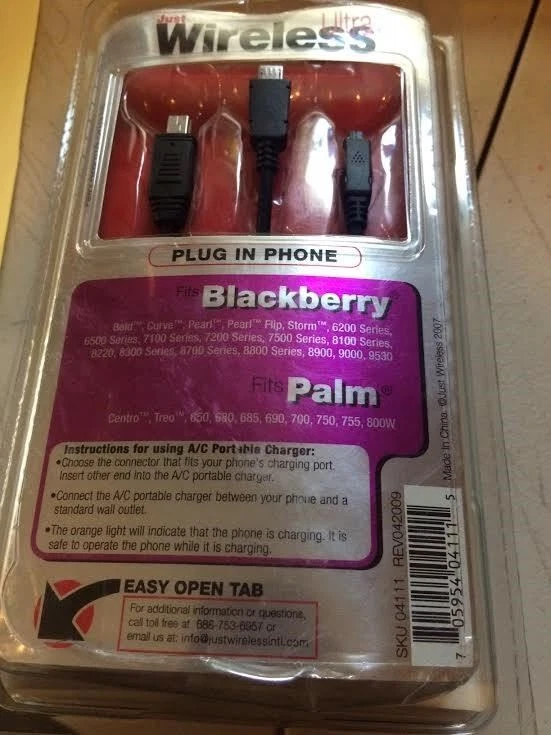 Just
Wireless
Ultra
PLUG IN PHONE
Fits Blackberry®
Bold™, Curve™, Pearl™, Pearl™ Flip, Storm™, 6200 Series,
6500 Series, 7100 Series, 7200 Series, 7500 Series, 8100 Series,
8220, 8300 Series, 8700 Series, 8800 Series, 8900, 9000, 9530
Fits Palm®
Centro™, Treo™, 650, 680, 685, 690, 700, 750, 755, 800W
Instructions for using A/C Portable Charger:
•Choose the connector that fits your phone's charging port.
Insert other end into the A/C portable charger.
•Connect the A/C portable charger between your phone and a
standard wall outlet.
•The orange light will indicate that the phone is charging. It is
safe to operate the phone while it is charging.
EASY OPEN TAB
For additional information or questions,
call toll free at 866-753-6957 or
email us at: info@justwirelessintl.com
SKU 04111 REV042009
7 05954 04111 5
Made In China. ©Just Wireless 2007